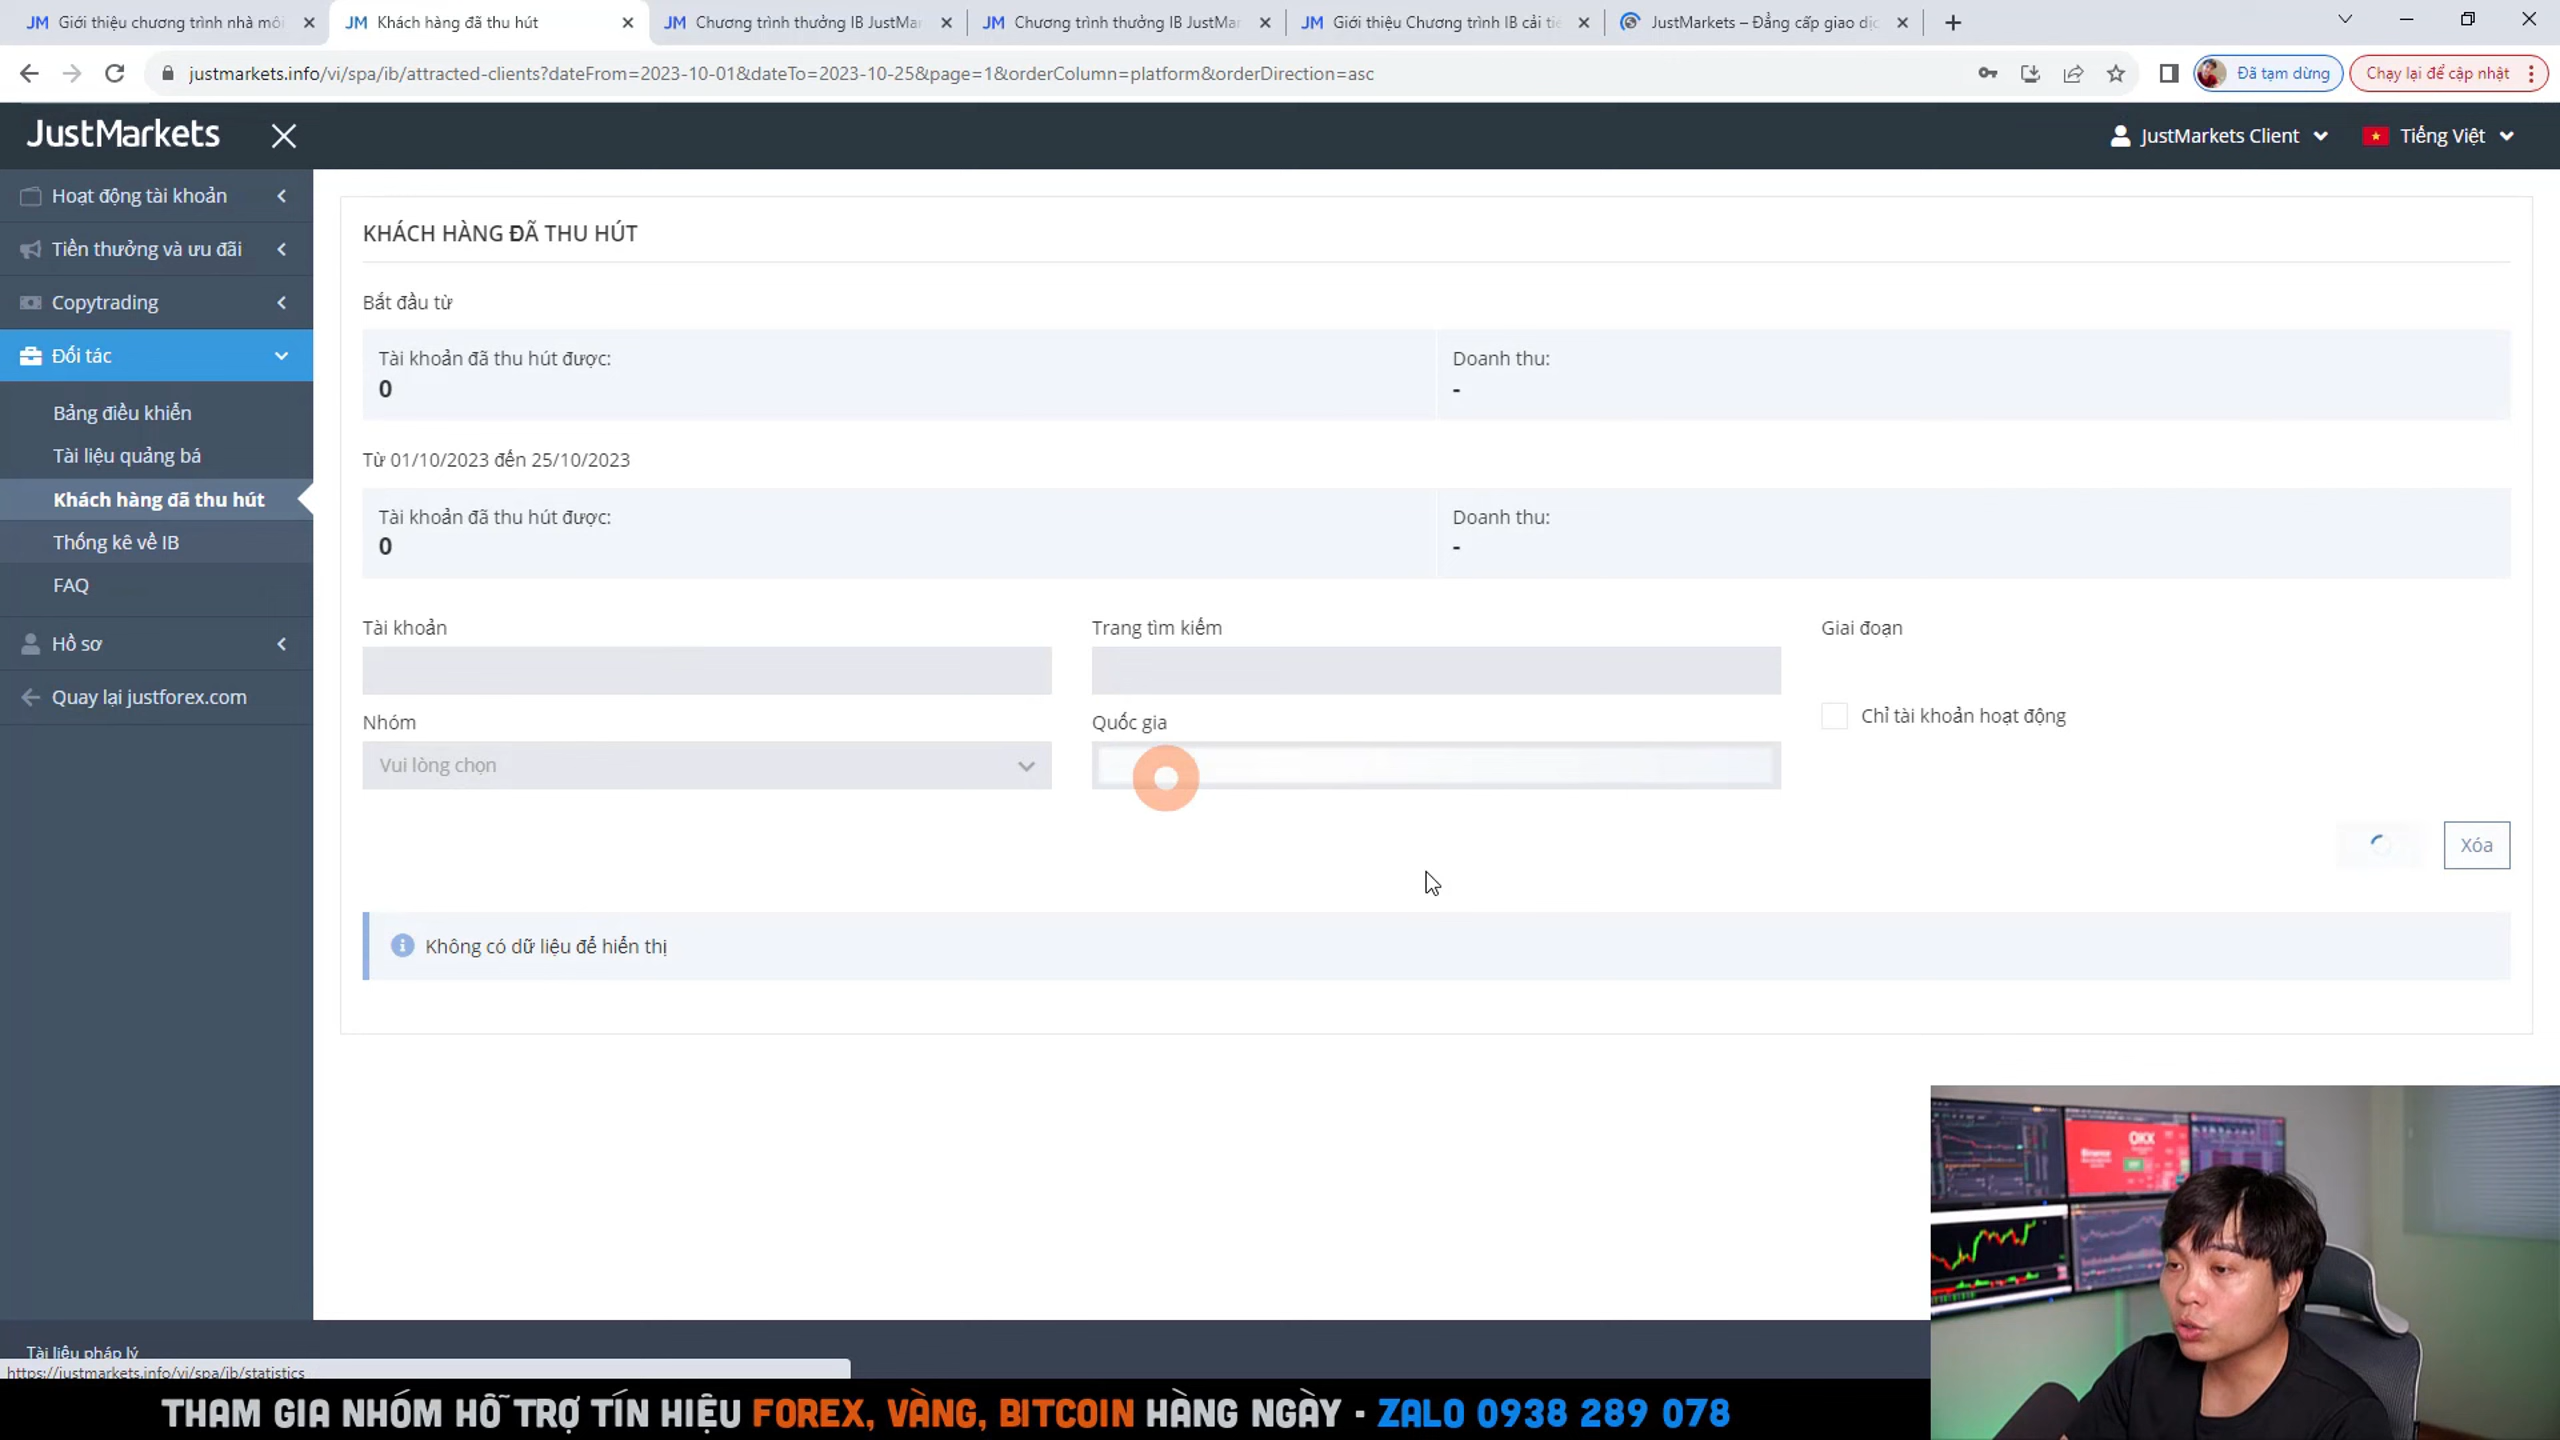 JM Giới thiệu chương trình nhà môi
JM Khách hàng đã thu hút
JM Chương trình thưởng IB JustMar
JM Chương trình thưởng IB JustMar
JM Giới thiệu Chương trình IB cải tiế
JustMarkets – Đẳng cấp giao dịc
justmarkets.info/vi/spa/ib/attracted-clients?dateFrom=2023-10-01&dateTo=2023-10-25&page=1&orderColumn=platform&orderDirection=asc
Đã tạm dừng
Chạy lại để cập nhật
JustMarkets
JustMarkets Client
Tiếng Việt
Hoạt động tài khoản
Tiền thưởng và ưu đãi
Copytrading
Đối tác
Bảng điều khiển
Tài liệu quảng bá
Khách hàng đã thu hút
Thống kê về IB
FAQ
Hồ sơ
Quay lại justforex.com
KHÁCH HÀNG ĐÃ THU HÚT
Bắt đầu từ
Tài khoản đã thu hút được:
0
Doanh thu:
-
Từ 01/10/2023 đến 25/10/2023
Tài khoản đã thu hút được:
0
Doanh thu:
-
Tài khoản
Trang tìm kiếm
Giai đoạn
Nhóm
Vui lòng chọn
Quốc gia
Chỉ tài khoản hoạt động
Xóa
Không có dữ liệu để hiển thị
Tài liệu pháp lý
https://justmarkets.info/vi/spa/ib/statistics
OKX
THAM GIA NHÓM HỖ TRỢ TÍN HIỆU FOREX, VÀNG, BITCOIN HÀNG NGÀY - ZALO 0938 289 078